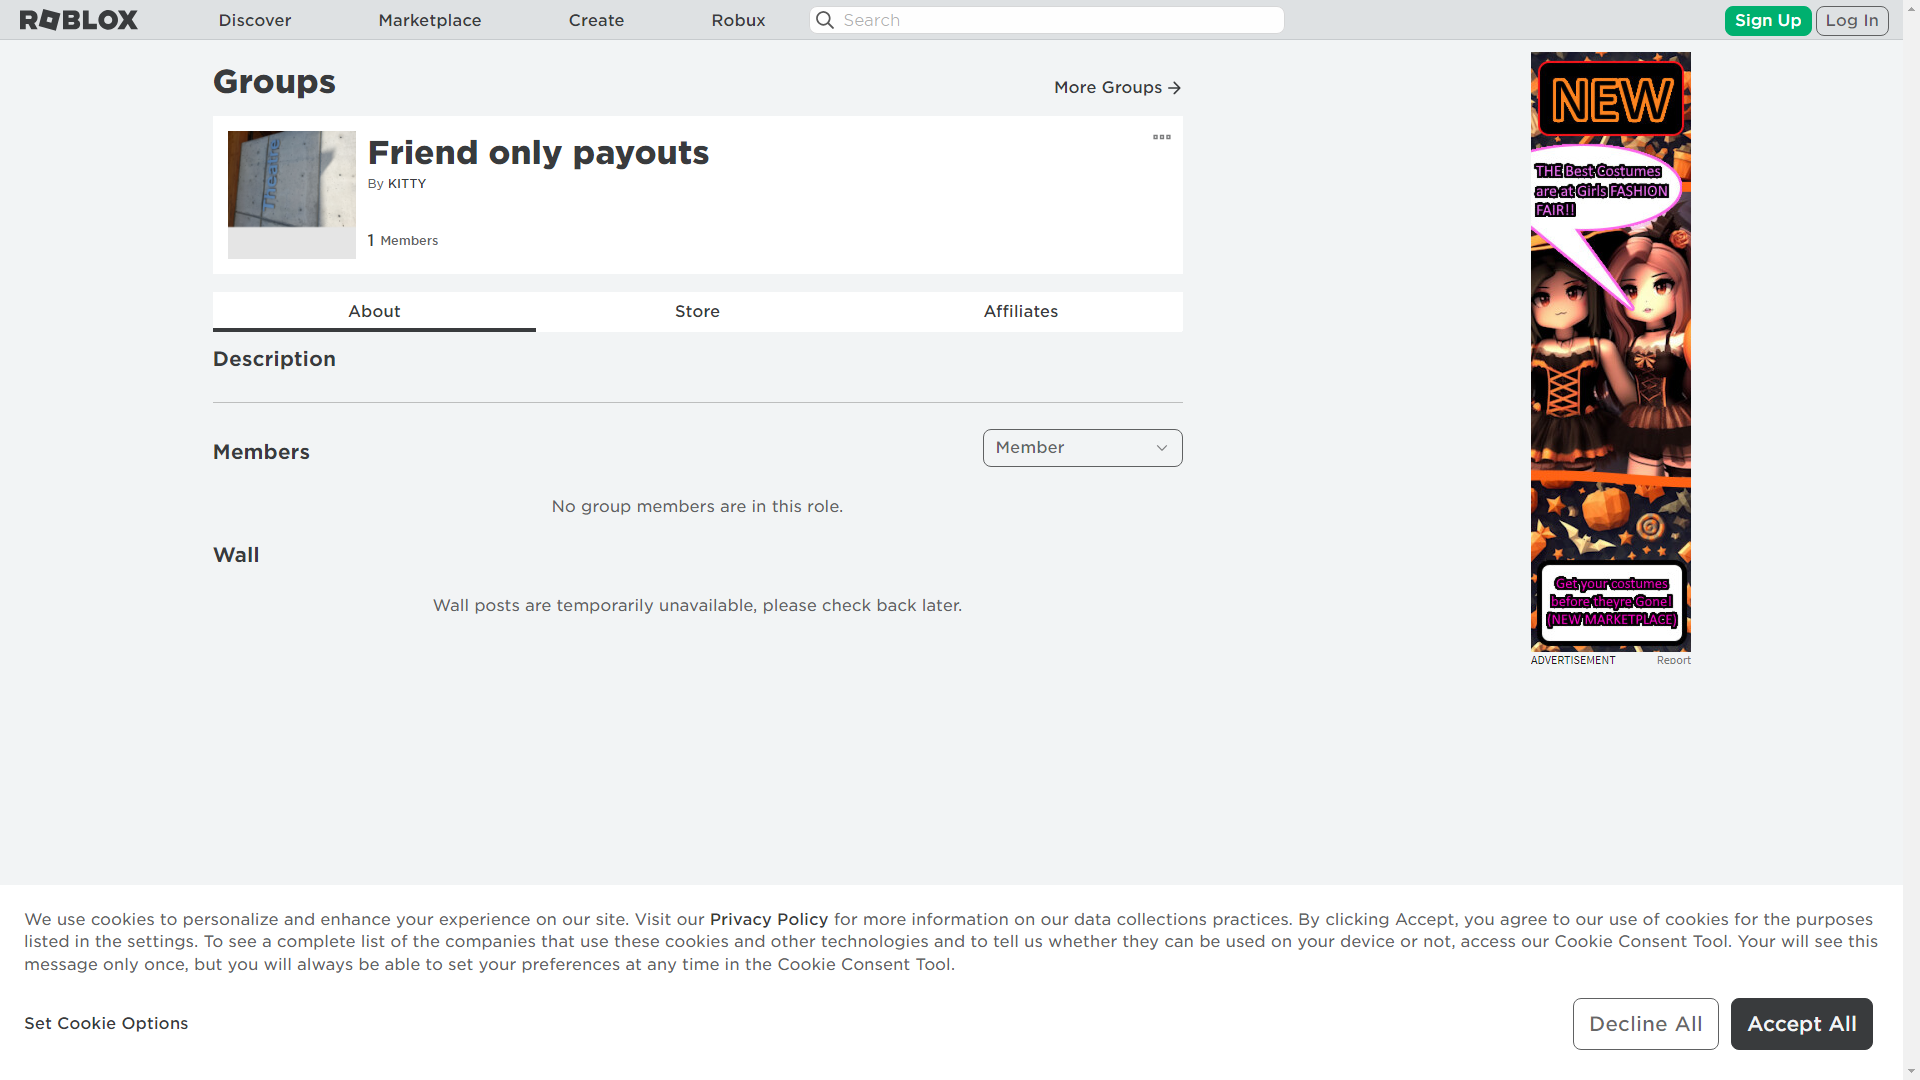 ROBLOX
Discover
Marketplace
Create
Robux
Search
Sign Up
Log In
Groups
More Groups
Friend only payouts
By KITTY
1 Members
About
Store
Affiliates
Description
Members
Member
No group members are in this role.
Wall
Wall posts are temporarily unavailable, please check back later.
NEW
THE Best Costumes
are at Girls FASHION
FAIR!!
Get your costumes
before theyre Gone!
(NEW MARKETPLACE)
ADVERTISEMENT
Report
We use cookies to personalize and enhance your experience on our site. Visit our Privacy Policy for more information on our data collections practices. By clicking Accept, you agree to our use of cookies for the purposes
listed in the settings. To see a complete list of the companies that use these cookies and other technologies and to tell us whether they can be used on your device or not, access our Cookie Consent Tool. Your will see this
message only once, but you will always be able to set your preferences at any time in the Cookie Consent Tool.
Set Cookie Options
Decline All
Accept All